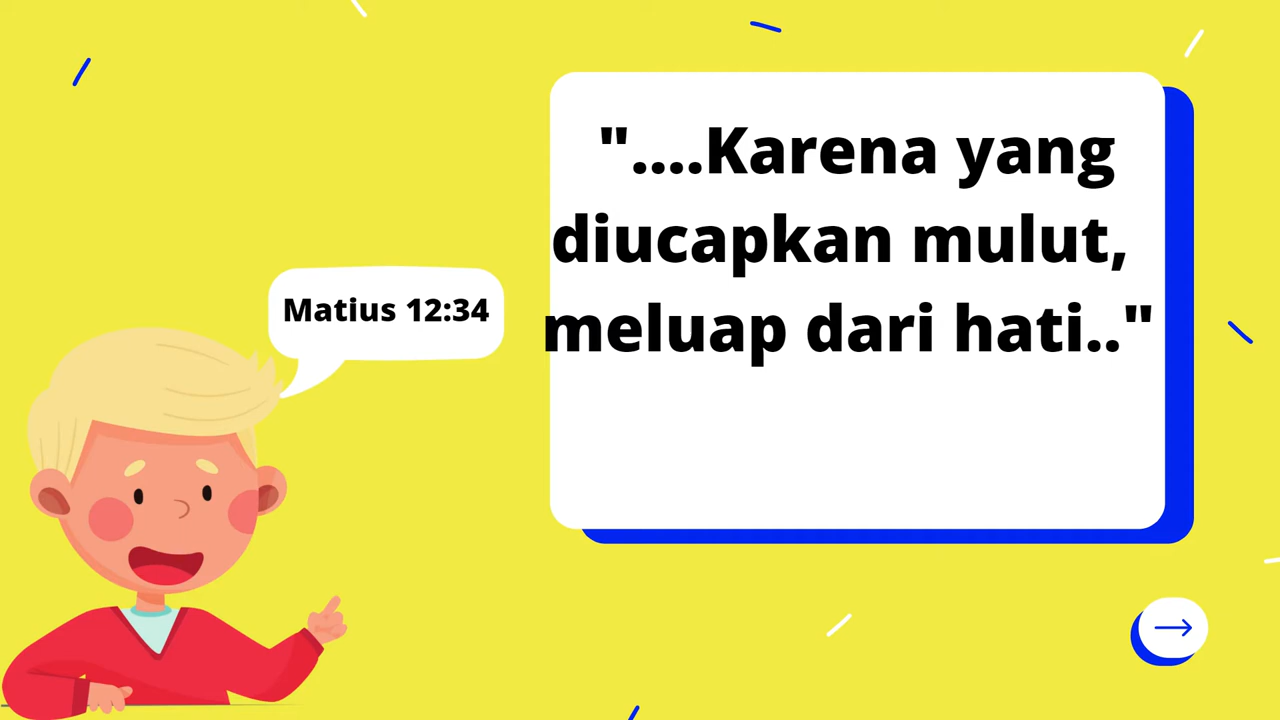 "....Karena yang
diucapkan mulut,
meluap dari hati.."
Matius 12:34